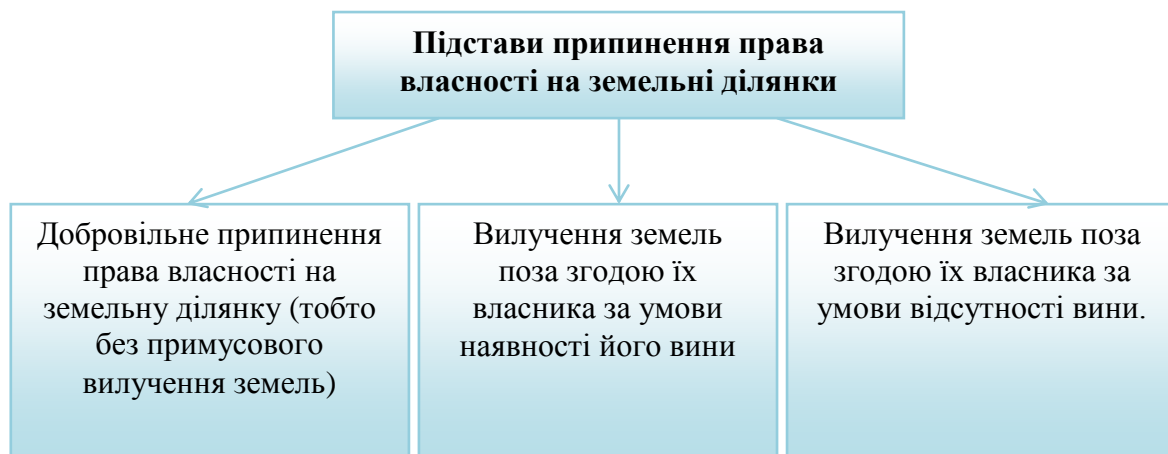 Підстави припинення права
власності на земельні ділянки
Добровільне припинення
права власності на
земельну ділянку (тобто
без примусового
вилучення земель)
Вилучення земель
поза згодою їх
власника за умови
наявності його вини
Вилучення земель поза
згодою їх власника за
умови відсутності вини.